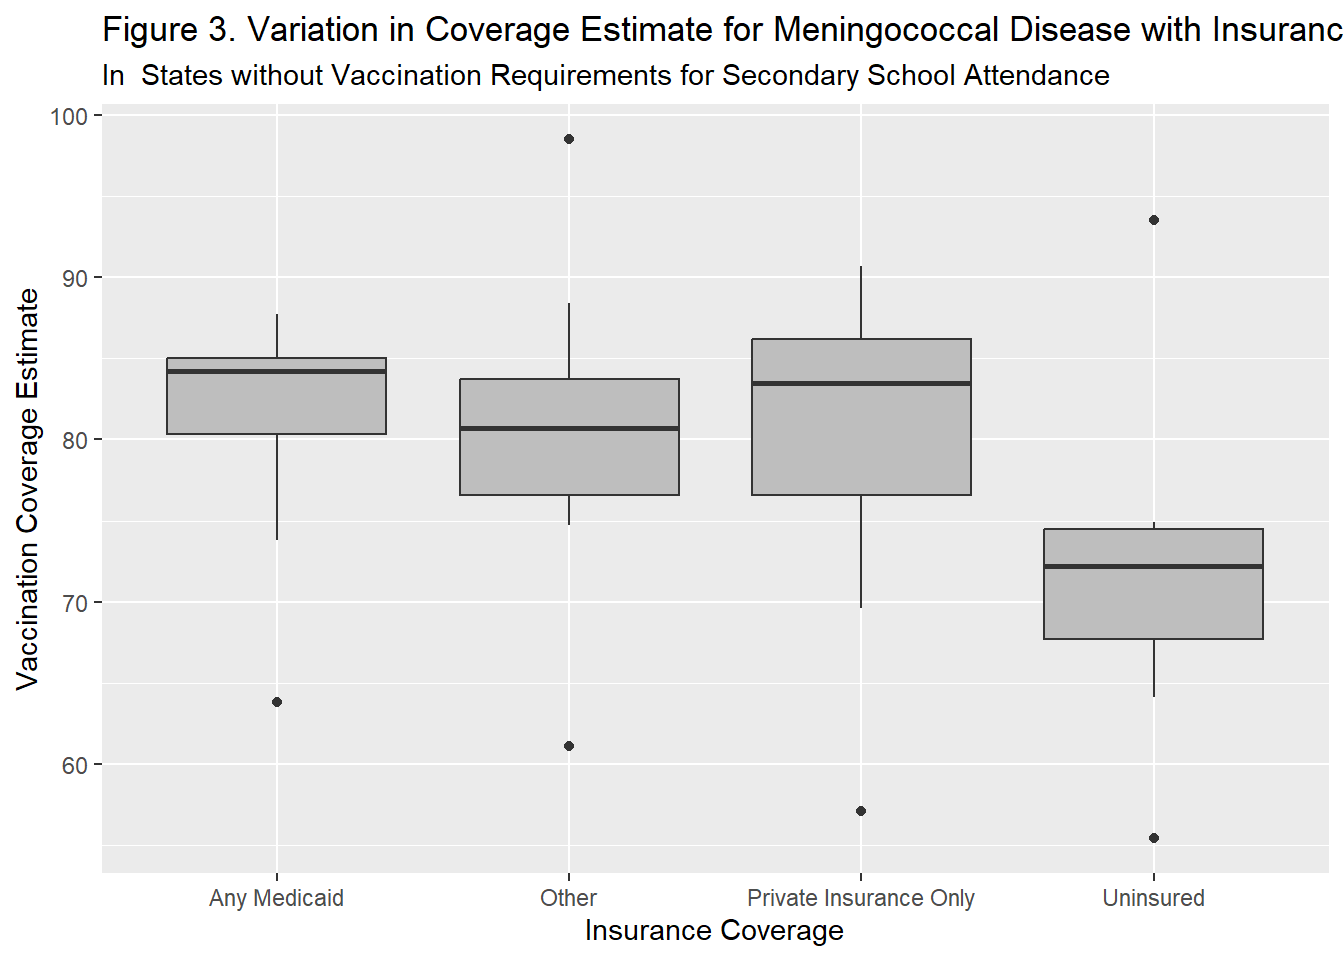 Figure 3. Variation in Coverage Estimate for Meningococcal Disease with Insuranc
In  States without Vaccination Requirements for Secondary School Attendance
100
90
80
70
60
Vaccination Coverage Estimate
Any Medicaid
Other
Private Insurance Only
Uninsured
Insurance Coverage